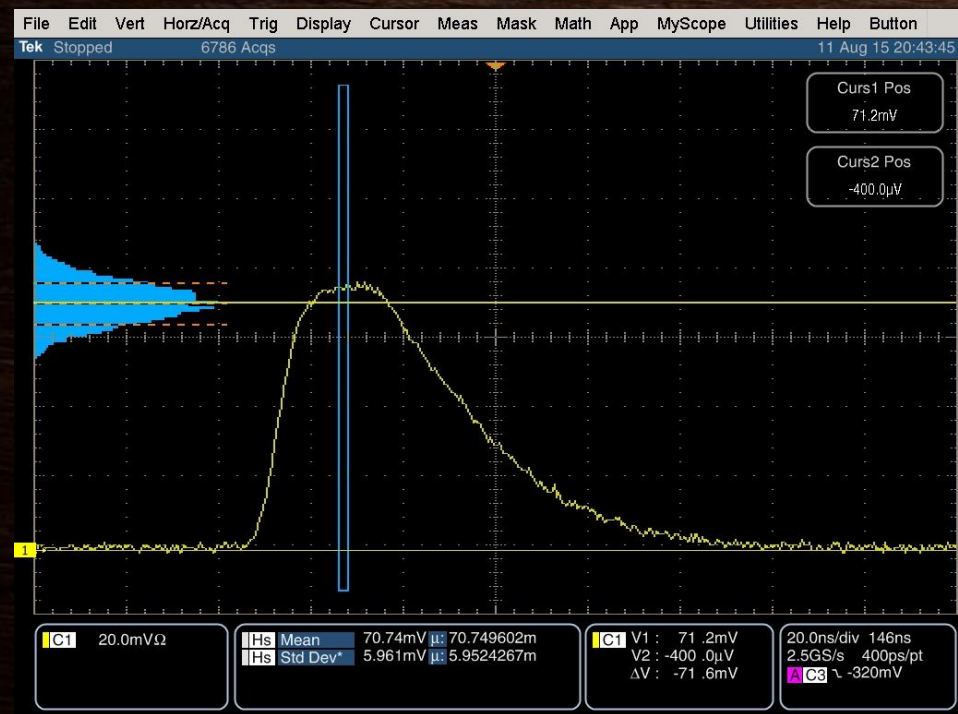 File Edit Vert Horz/Acq Trig Display Cursor Meas Mask Math App MyScope Utilities Help Button
Tek Stopped 6786 Acqs 11 Aug 15 20:43:45
Curs1 Pos
71.2mV
Curs2 Pos
-400.0µV
1
C1 20.0mVΩ
Hs Mean 70.74mV µ: 70.749602m
Hs Std Dev* 5.961mV µ: 5.9524267m
C1 V1 : 71 .2mV
V2 : -400 .0µV
ΔV : -71 .6mV
20.0ns/div 146ns
2.5GS/s 400ps/pt
A C3 -320mV